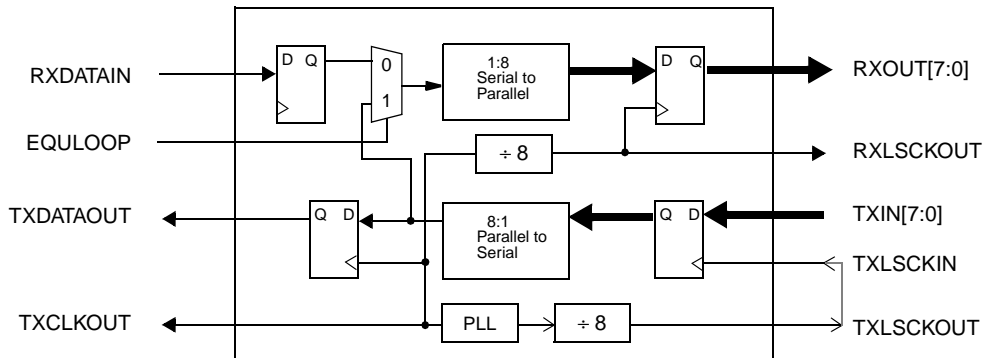 RXDATAIN
D Q
0
1
1:8
Serial to
Parallel
D Q
RXOUT[7:0]
EQULOOP
÷ 8
RXLSCKOUT
TXDATAOUT
Q D
8:1
Parallel to
Serial
Q D
TXIN[7:0]
TXLSCKIN
TXCLKOUT
PLL
÷ 8
TXLSCKOUT